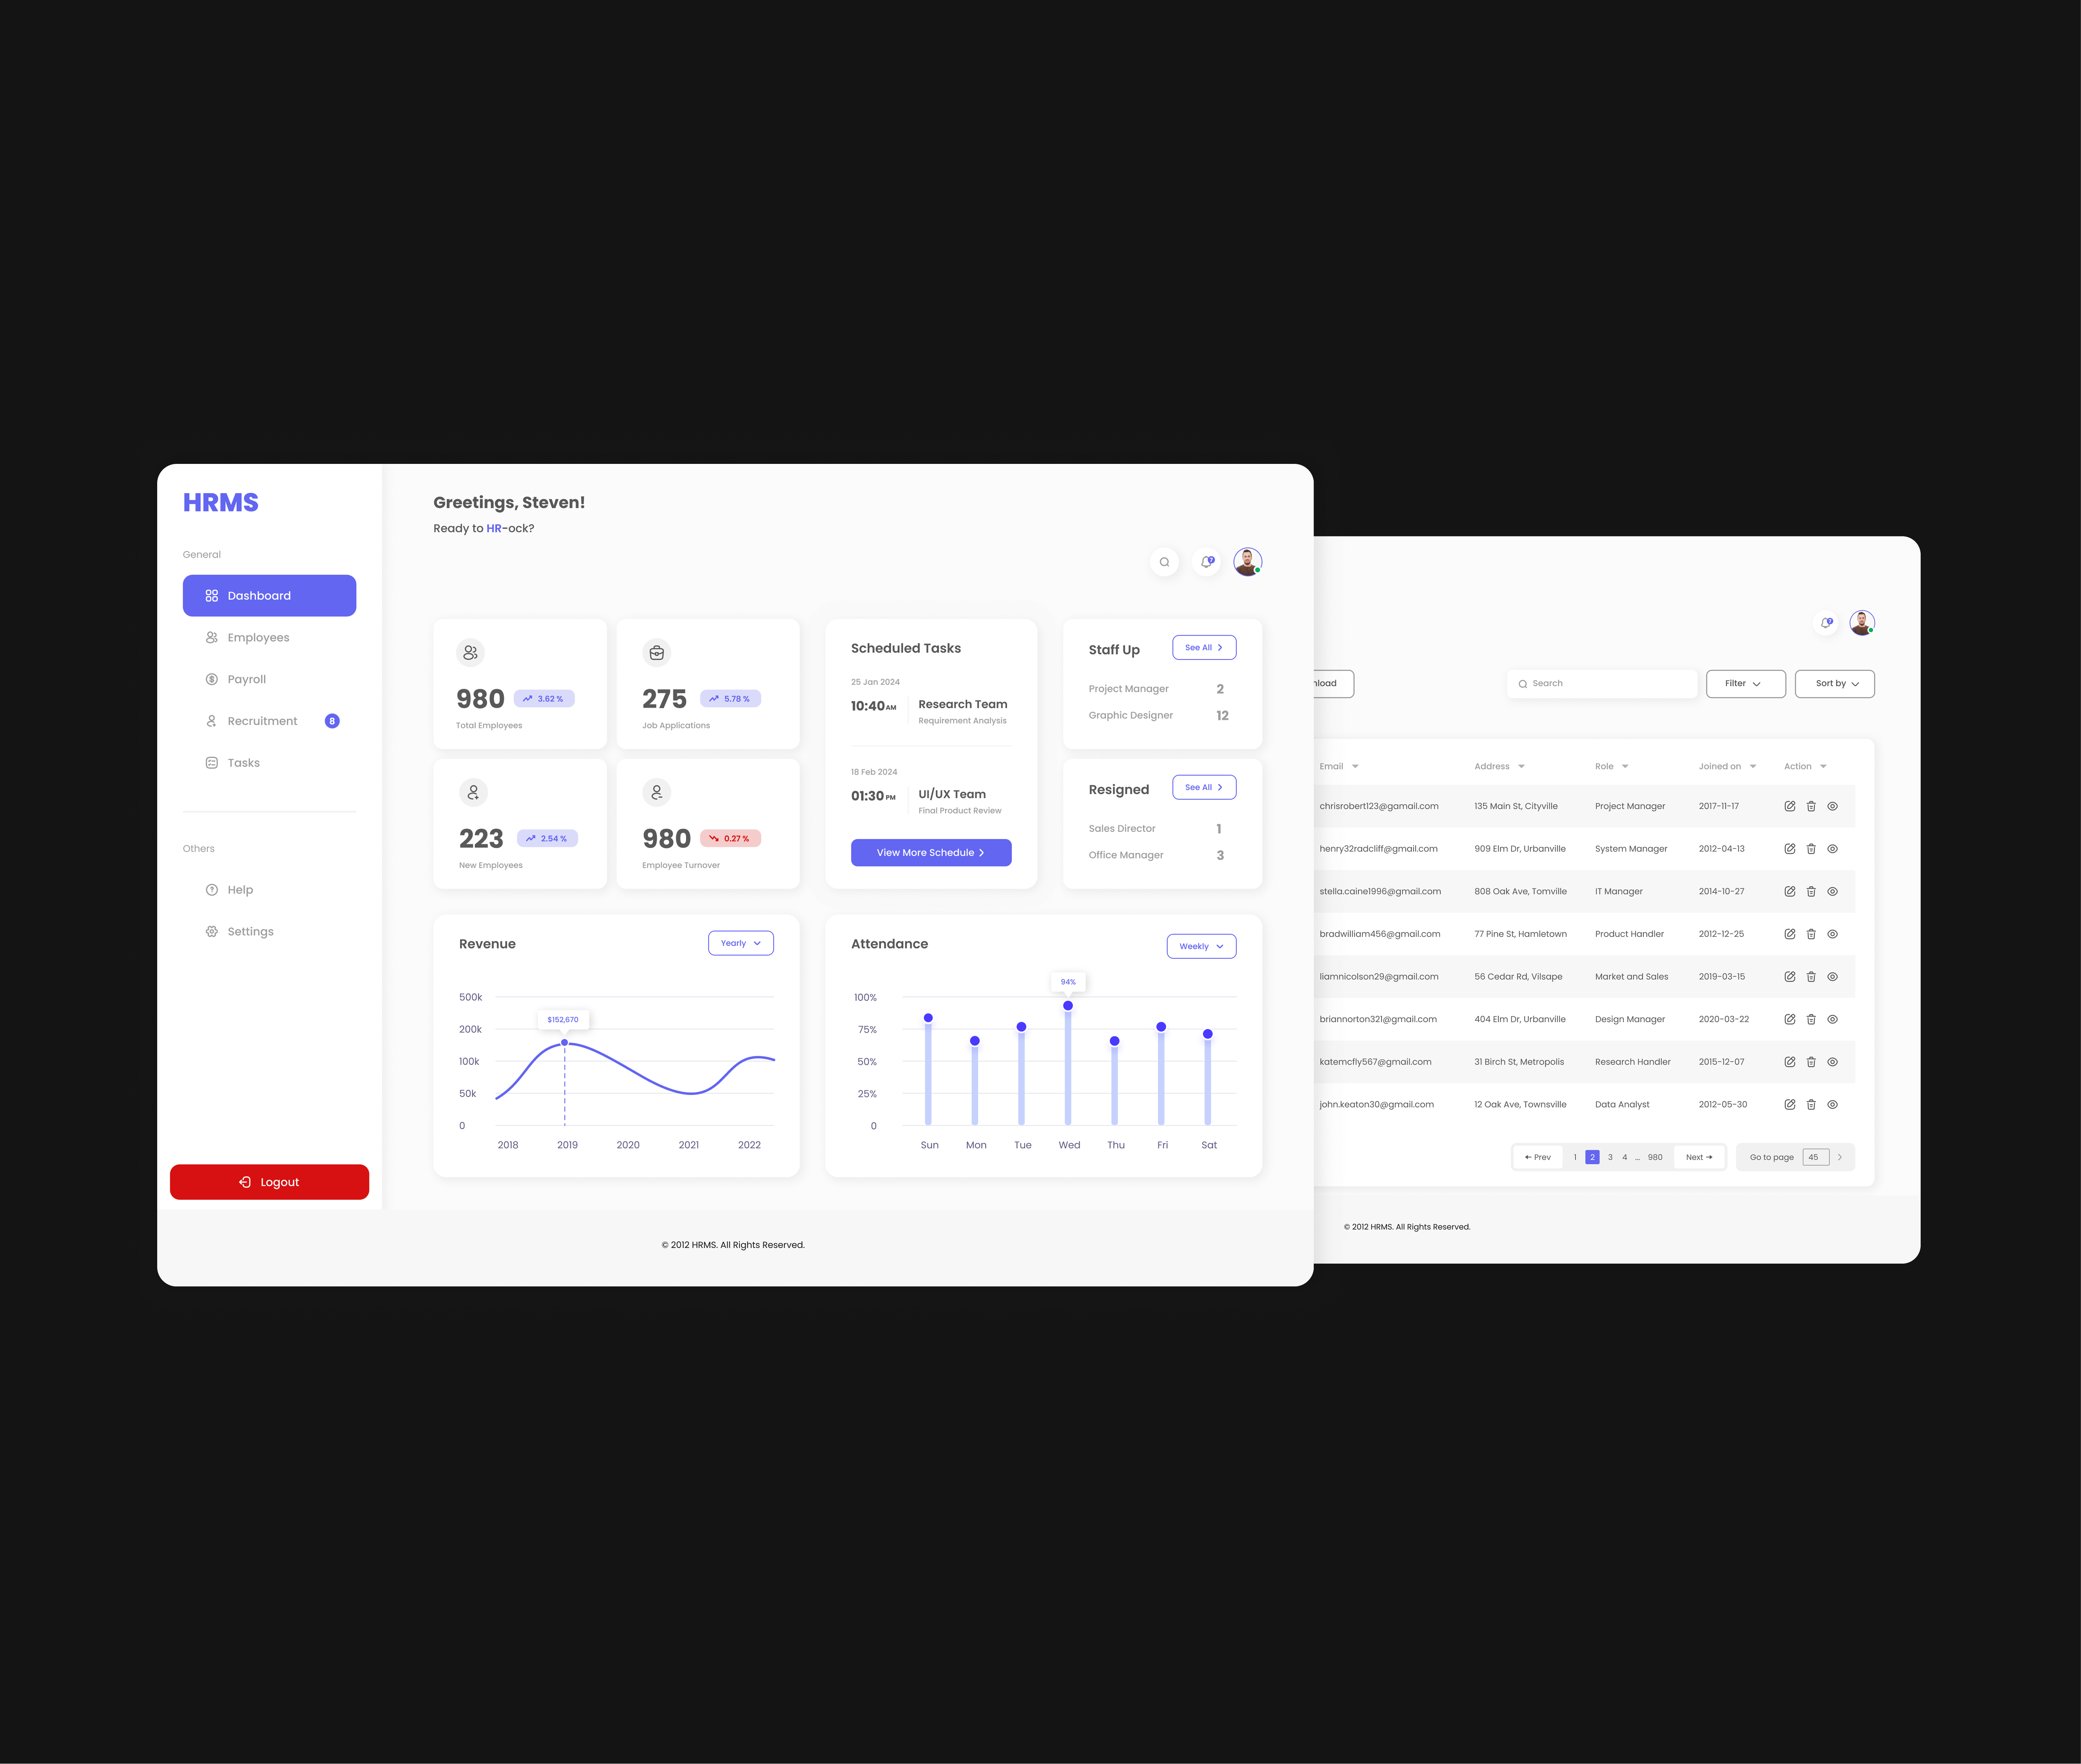 HRMS
General
Dashboard
Employees
Payroll
Recruitment 8
Tasks
Others
Help
Settings
Logout
Greetings, Steven!
Ready to HR-ock?
980 3.62 %
Total Employees
275 5.78 %
Job Applications
223 2.54 %
New Employees
980 0.27 %
Employee Turnover
Scheduled Tasks
25 Jan 2024
10:40 AM Research Team
Requirement Analysis
18 Feb 2024
01:30 PM UI/UX Team
Final Product Review
View More Schedule
Staff Up See All
Project Manager 2
Graphic Designer 12
Resigned See All
Sales Director 1
Office Manager 3
Revenue Yearly
500k
200k
100k
50k
0
$152,670
2018 2019 2020 2021 2022
Attendance Weekly
94%
100%
75%
50%
25%
0
Sun Mon Tue Wed Thu Fri Sat
© 2012 HRMS. All Rights Reserved.
nload Search Filter Sort by
Email Address Role Joined on Action
chrisrobert123@gamail.com 135 Main St, Cityville Project Manager 2017-11-17
henry32radcliff@gmail.com 909 Elm Dr, Urbanville System Manager 2012-04-13
stella.caine1996@gmail.com 808 Oak Ave, Tomville IT Manager 2014-10-27
bradwilliam456@gmail.com 77 Pine St, Hamletown Product Handler 2012-12-25
liamnicolson29@gmail.com 56 Cedar Rd, Vilsape Market and Sales 2019-03-15
briannorton321@gmail.com 404 Elm Dr, Urbanville Design Manager 2020-03-22
katemcfly567@gmail.com 31 Birch St, Metropolis Research Handler 2015-12-07
john.keaton30@gmail.com 12 Oak Ave, Townsville Data Analyst 2012-05-30
Prev 1 2 3 4 ... 980 Next Go to page 45
© 2012 HRMS. All Rights Reserved.